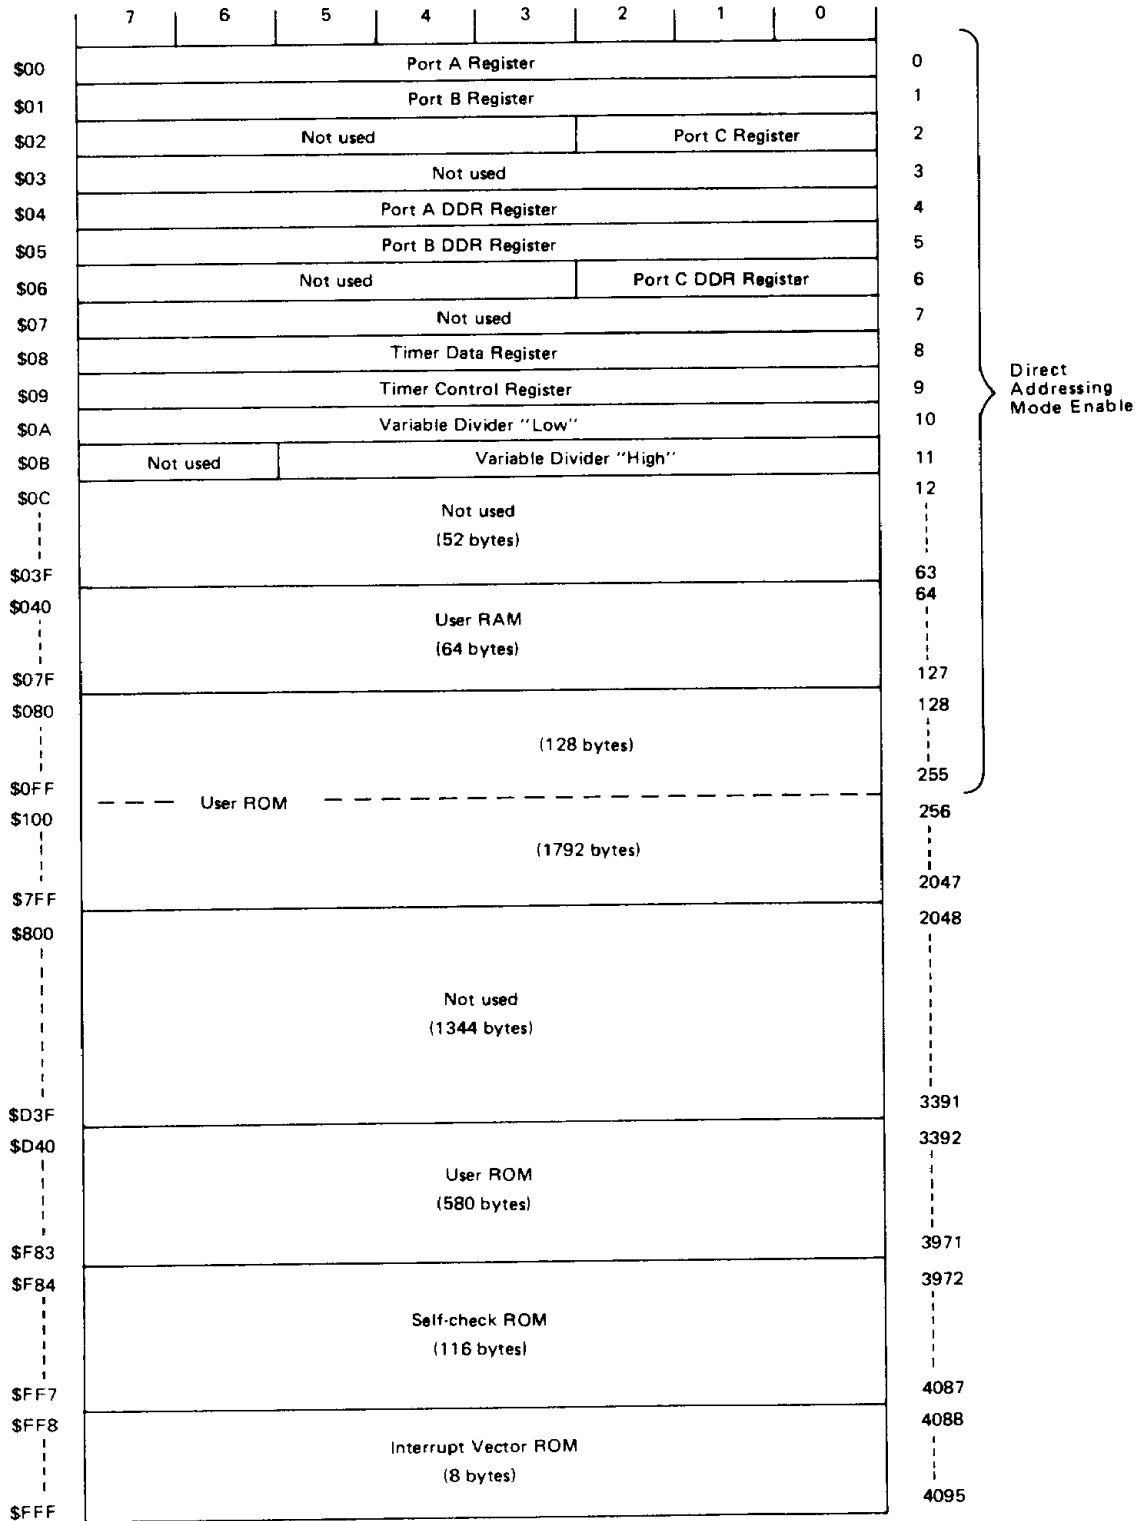 7 6 5 4 3 2 1 0
$00 Port A Register 0
$01 Port B Register 1
$02 Not used Port C Register 2
$03 Not used 3
$04 Port A DDR Register 4
$05 Port B DDR Register 5
$06 Not used Port C DDR Register 6
$07 Not used 7
$08 Timer Data Register 8
$09 Timer Control Register 9
$0A Variable Divider "Low" 10
$0B Not used Variable Divider "High" 11
Direct
Addressing
Mode Enable
$0C 12
Not used
(52 bytes)
$03F 63
$040 64
User RAM
(64 bytes)
$07F 127
$080 128
(128 bytes)
$0FF 255
User ROM
$100 256
(1792 bytes)
$7FF 2047
$800 2048
Not used
(1344 bytes)
$D3F 3391
$D40 3392
User ROM
(580 bytes)
$F83 3971
$F84 3972
Self-check ROM
(116 bytes)
$FF7 4087
$FF8 4088
Interrupt Vector ROM
(8 bytes)
$FFF 4095